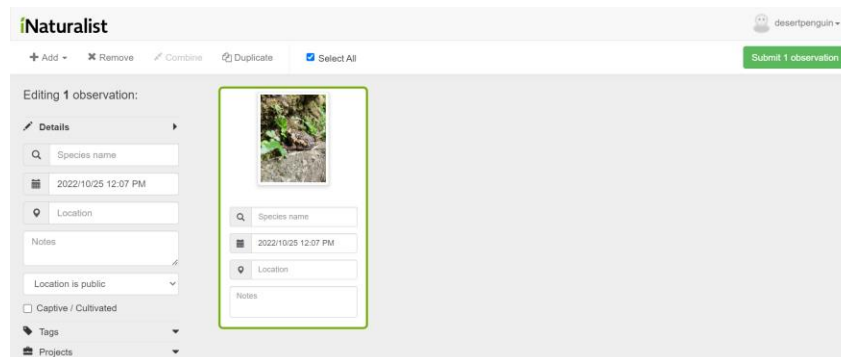 iNaturalist
desertpenguin
Add
Remove
Combine
Duplicate
Select All
Submit 1 observation
Editing 1 observation:
Details
Species name
2022/10/25 12:07 PM
Location
Notes
Location is public
Captive / Cultivated
Tags
Projects
Species name
2022/10/25 12:07 PM
Location
Notes